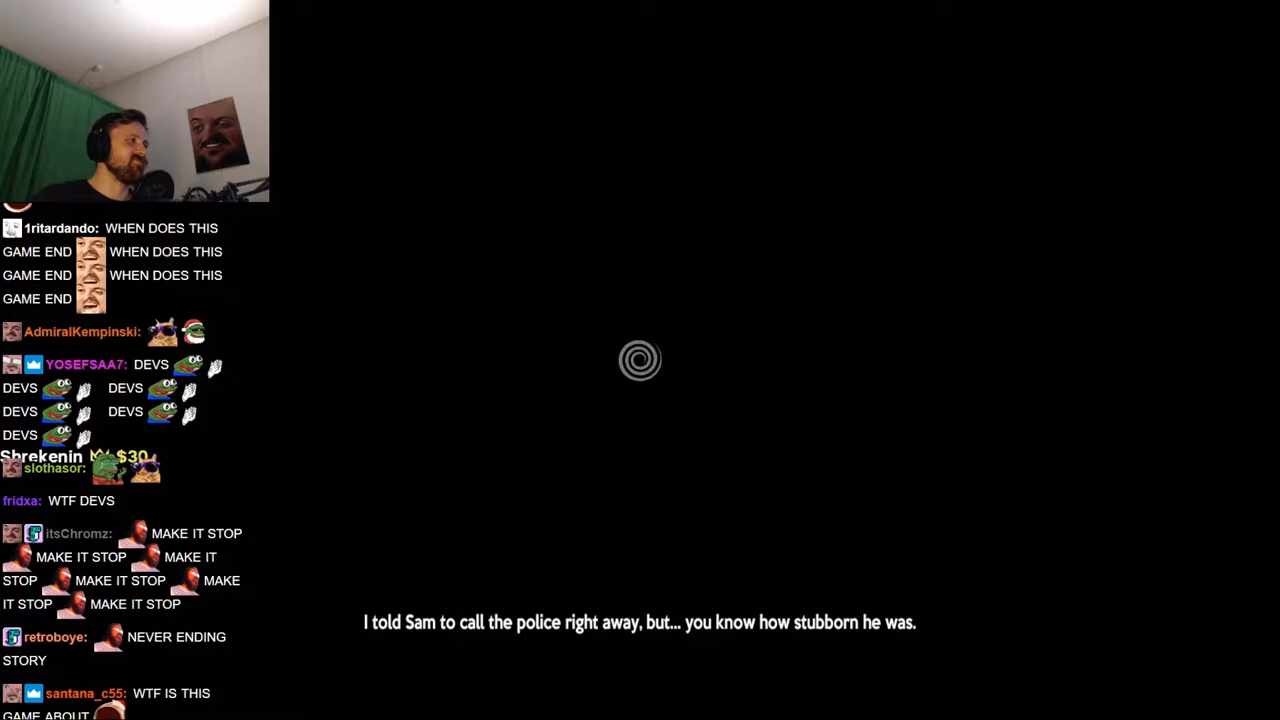 1ritardando: WHEN DOES THIS
GAME END WHEN DOES THIS
GAME END WHEN DOES THIS
GAME END
AdmiralKempinski:
YOSEFSAA7: DEVS
DEVS DEVS
DEVS DEVS
DEVS
Shrekenin $30
slothasor:
fridxa: WTF DEVS
itsChromz: MAKE IT STOP
MAKE IT STOP MAKE IT
STOP MAKE IT STOP MAKE
IT STOP MAKE IT STOP
retroboye: NEVER ENDING
STORY
santana_c55: WTF IS THIS
GAME ABOUT
I told Sam to call the police right away, but... you know how stubborn he was.